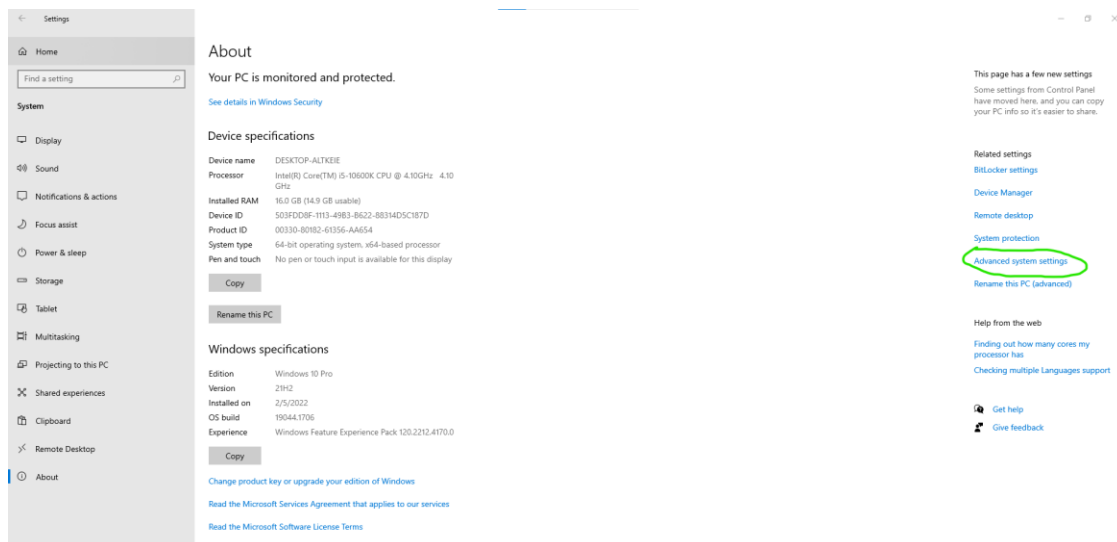 Settings
Home
Find a setting
System
Display
Sound
Notifications & actions
Focus assist
Power & sleep
Storage
Tablet
Multitasking
Projecting to this PC
Shared experiences
Clipboard
Remote Desktop
About
About
Your PC is monitored and protected.
See details in Windows Security
Device specifications
Device name DESKTOP-ALTKEIE
Processor Intel(R) Core(TM) i5-10600K CPU @ 4.10GHz 4.10
GHz
Installed RAM 16.0 GB (14.9 GB usable)
Device ID 503FDD8F-1113-49B3-B622-88314D5C187D
Product ID 00330-80182-61356-AA654
System type 64-bit operating system, x64-based processor
Pen and touch No pen or touch input is available for this display
Copy
Rename this PC
Windows specifications
Edition Windows 10 Pro
Version 21H2
Installed on 2/5/2022
OS build 19044.1706
Experience Windows Feature Experience Pack 120.2212.4170.0
Copy
Change product key or upgrade your edition of Windows
Read the Microsoft Services Agreement that applies to our services
Read the Microsoft Software License Terms
This page has a few new settings
Some settings from Control Panel
have moved here, and you can copy
your PC info so it's easier to share.
Related settings
BitLocker settings
Device Manager
Remote desktop
System protection
Advanced system settings
Rename this PC (advanced)
Help from the web
Finding out how many cores my
processor has
Checking multiple Languages support
Get help
Give feedback